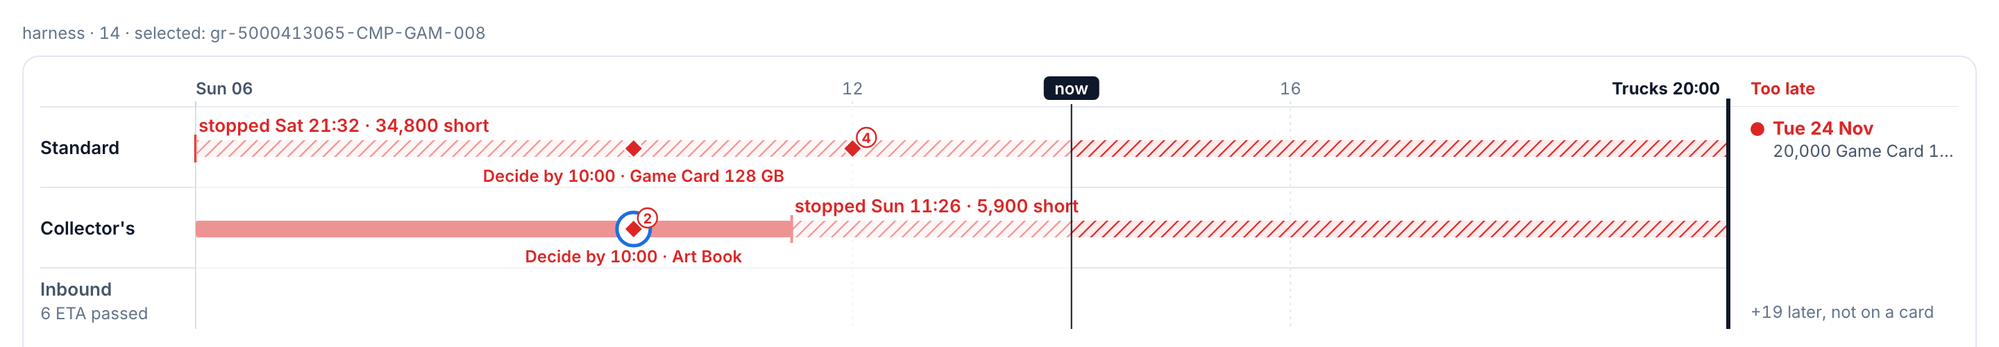 harness · 14 · selected: gr-5000413065-CMP-GAM-008
Sun 06
12
now
16
Trucks 20:00
Too late
stopped Sat 21:32 · 34,800 short
Standard
4
Decide by 10:00 · Game Card 128 GB
Tue 24 Nov
20,000 Game Card 1...
stopped Sun 11:26 · 5,900 short
Collector's
2
Decide by 10:00 · Art Book
Inbound
6 ETA passed
+19 later, not on a card